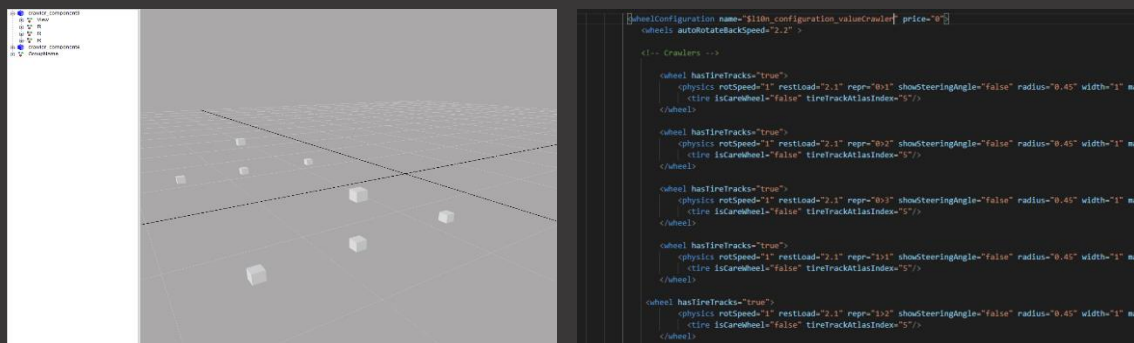 crawler_component5
View
R
R
R
crawler_component6
GroupName
<wheelConfiguration name="$l10n_configuration_valueCrawler" price="0">
<wheels autoRotateBackSpeed="2.2" >
<!-- Crawlers -->
<wheel hasTireTracks="true">
<physics rotSpeed="1" restLoad="2.1" repr="0>1" showSteeringAngle="false" radius="0.45" width="1" ma
<tire isCareWheel="false" tireTrackAtlasIndex="5"/>
</wheel>
<wheel hasTireTracks="true">
<physics rotSpeed="1" restLoad="2.1" repr="0>2" showSteeringAngle="false" radius="0.45" width="1" ma
<tire isCareWheel="false" tireTrackAtlasIndex="5"/>
</wheel>
<wheel hasTireTracks="true">
<physics rotSpeed="1" restLoad="2.1" repr="0>3" showSteeringAngle="false" radius="0.45" width="1" ma
<tire isCareWheel="false" tireTrackAtlasIndex="5"/>
</wheel>
<wheel hasTireTracks="true">
<physics rotSpeed="1" restLoad="2.1" repr="1>1" showSteeringAngle="false" radius="0.45" width="1" ma
<tire isCareWheel="false" tireTrackAtlasIndex="5"/>
</wheel>
<wheel hasTireTracks="true">
<physics rotSpeed="1" restLoad="2.1" repr="1>2" showSteeringAngle="false" radius="0.45" width="1" ma
<tire isCareWheel="false" tireTrackAtlasIndex="5"/>
</wheel>